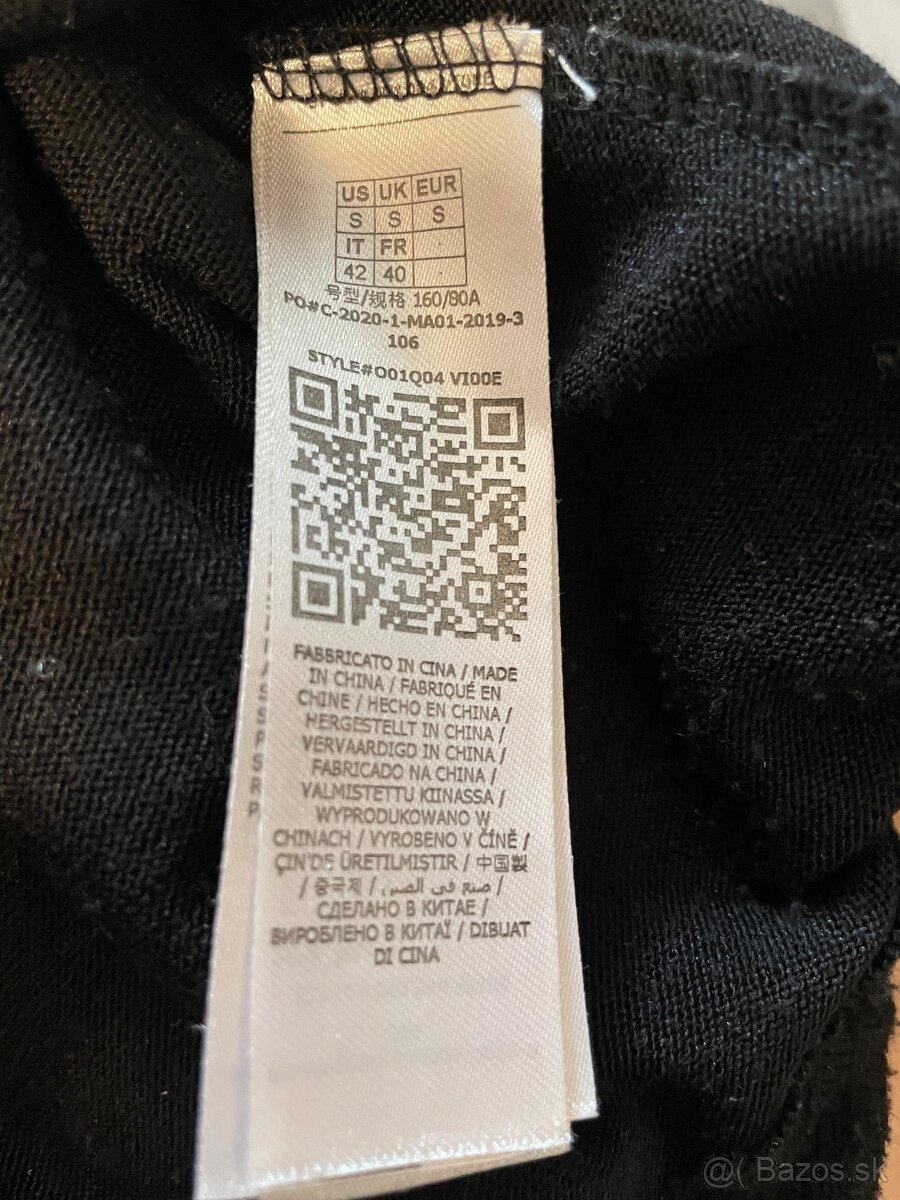 US UK EUR
S S S
IT FR .
42 40 .
号型/规格 160/80A
PO#C-2020-1-MA01-2019-3
106
STYLE#O01Q04 VI00E
FABBRICATO IN CINA / MADE
IN CHINA / FABRIQUÉ EN
CHINE / HECHO EN CHINA /
HERGESTELLT IN CHINA /
VERVAARDIGD IN CHINA /
FABRICADO NA CHINA /
VALMISTETTU KIINASSA /
WYPRODUKOWANO W
CHINACH / VYROBENO V ČÍNĚ /
ÇIN'DE ÜRETILMISTIR / 中国製
/ 중국제 / صنع في الصين /
СДЕЛАНО В КИТАЕ /
ВИРОБЛЕНО В КИТАЇ / DIBUAT
DI CINA
@( Bazos.sk